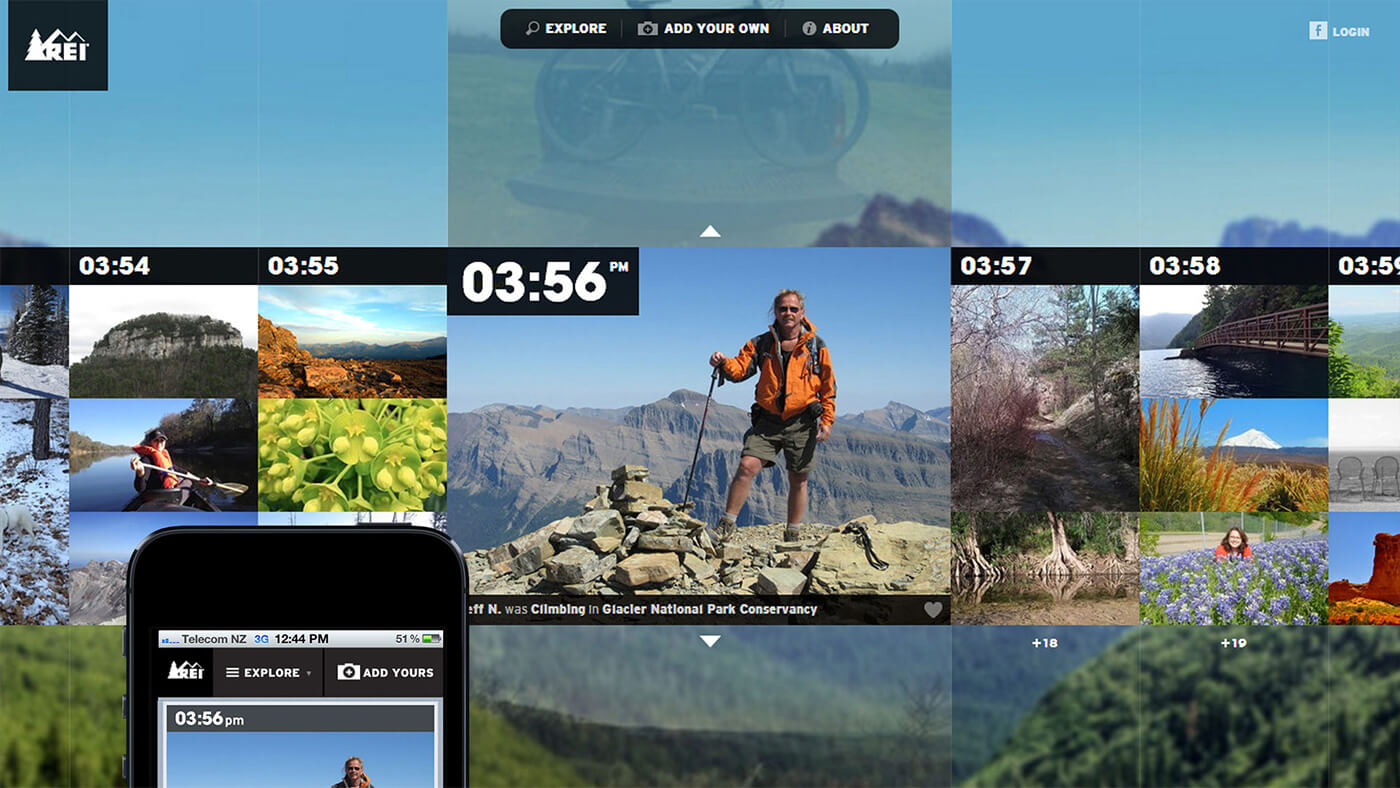 REI
EXPLORE
ADD YOUR OWN
ABOUT
f LOGIN
03:54
03:55
03:56 PM
03:57
03:58
03:59
eff N. was Climbing in Glacier National Park Conservancy
+18
+19
Telecom NZ 3G 12:44 PM 51%
REI
EXPLORE
ADD YOURS
03:56pm